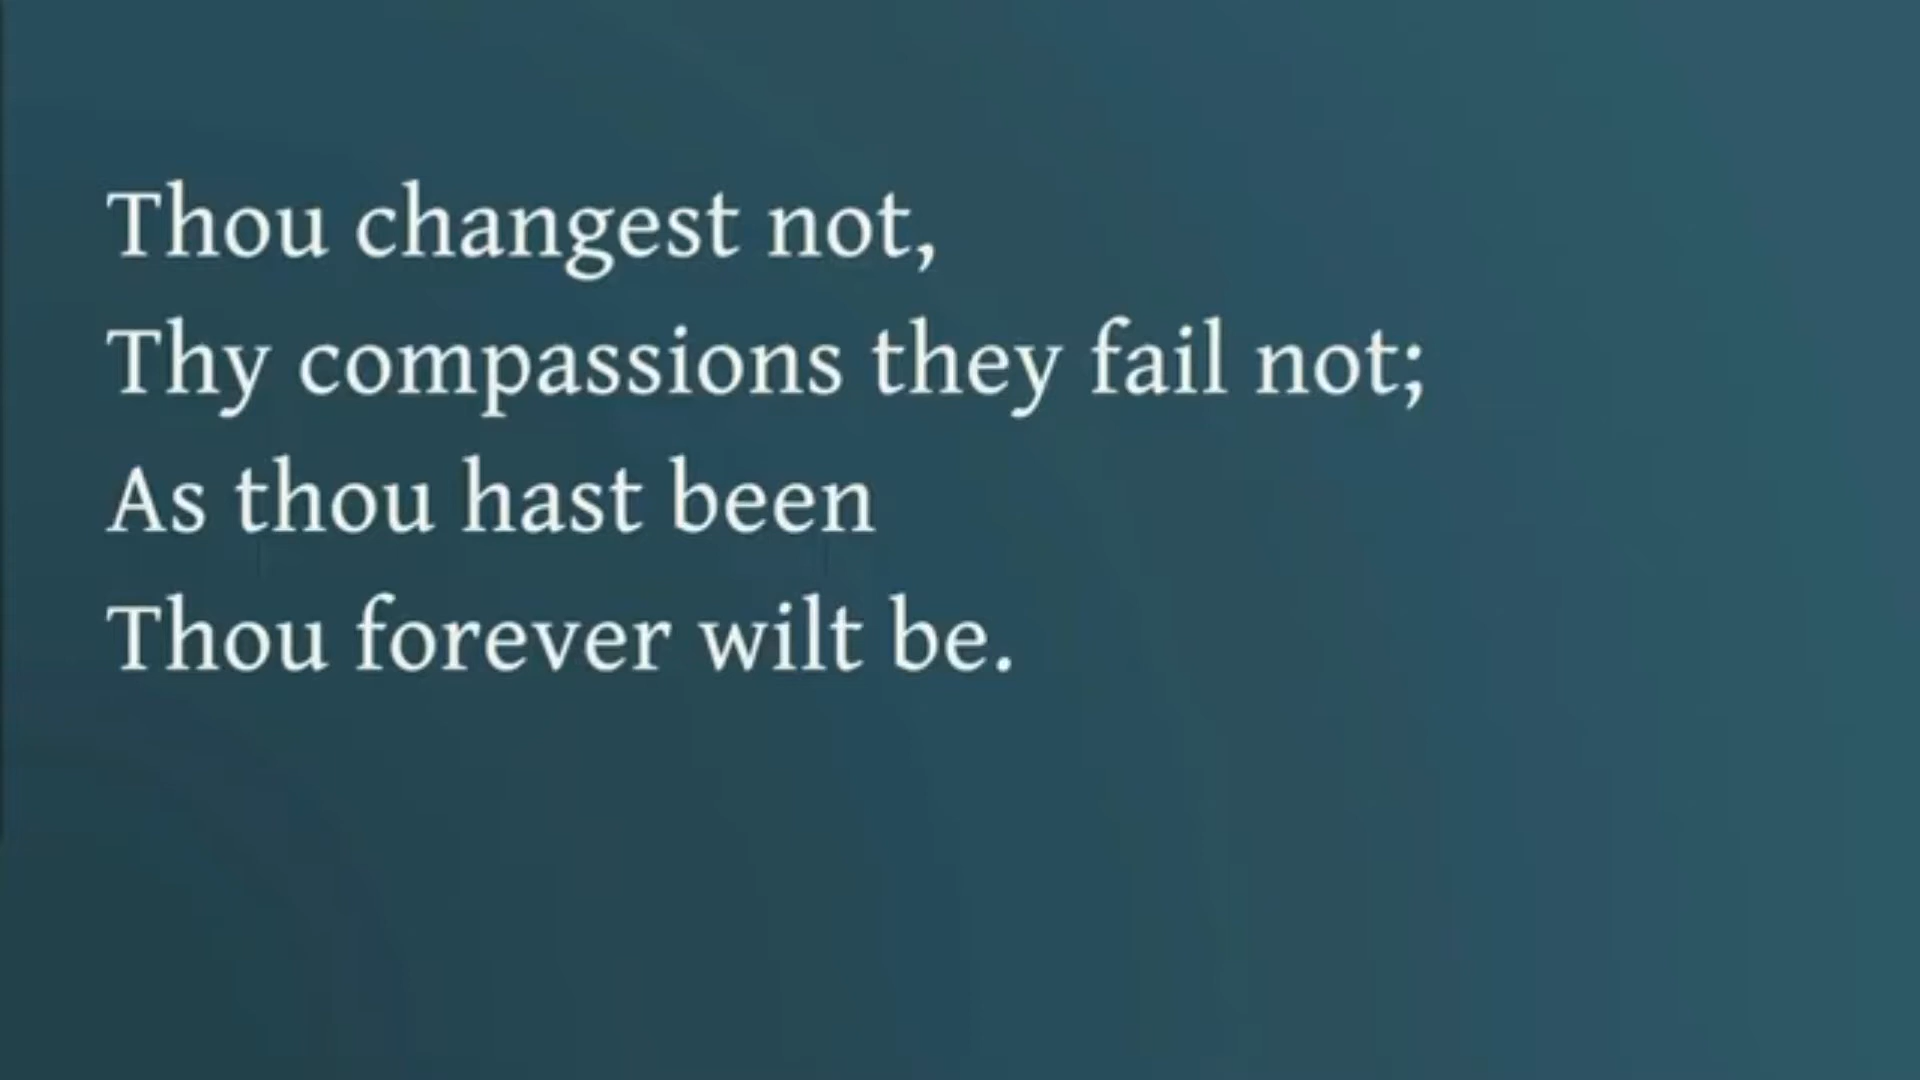 Thou changest not,
Thy compassions they fail not;
As thou hast been
Thou forever wilt be.